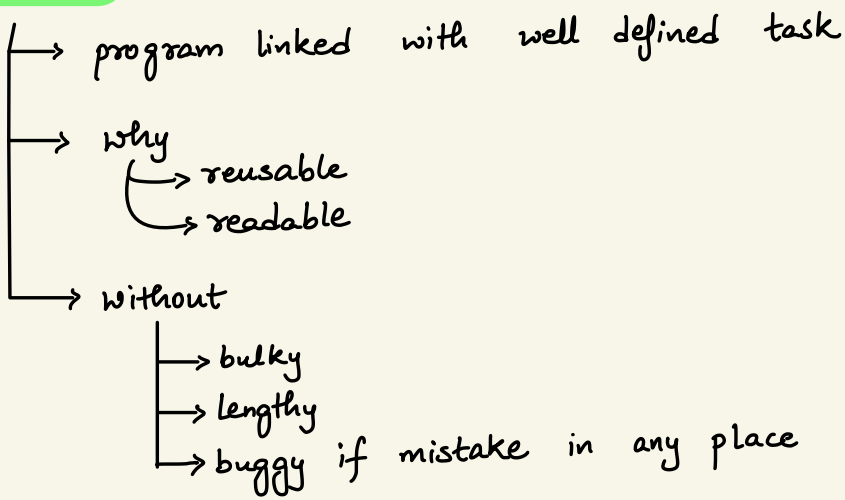 program linked with well defined task
why
reusable
readable
without
bulky
lengthy
buggy if mistake in any place